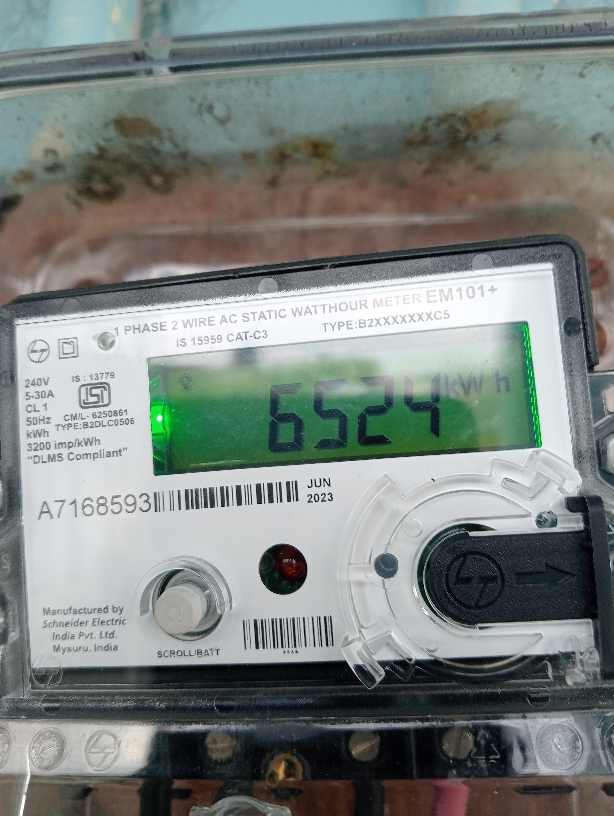 1 PHASE 2 WIRE AC STATIC WATTHOUR METER EM101+
IS 15959 CAT-C3 TYPE:B2XXXXXXXC5
240V
5-30A
CL 1
50Hz
kWh
3200 imp/kWh
"DLMS Compliant"
IS : 13779
ISI
CM/L- 6250861
TYPE:B2DLC0506
6524 kWh
A7168593
JUN
2023
Manufactured by
Schneider Electric
India Pvt. Ltd.
Mysuru, India
SCROLL/BATT